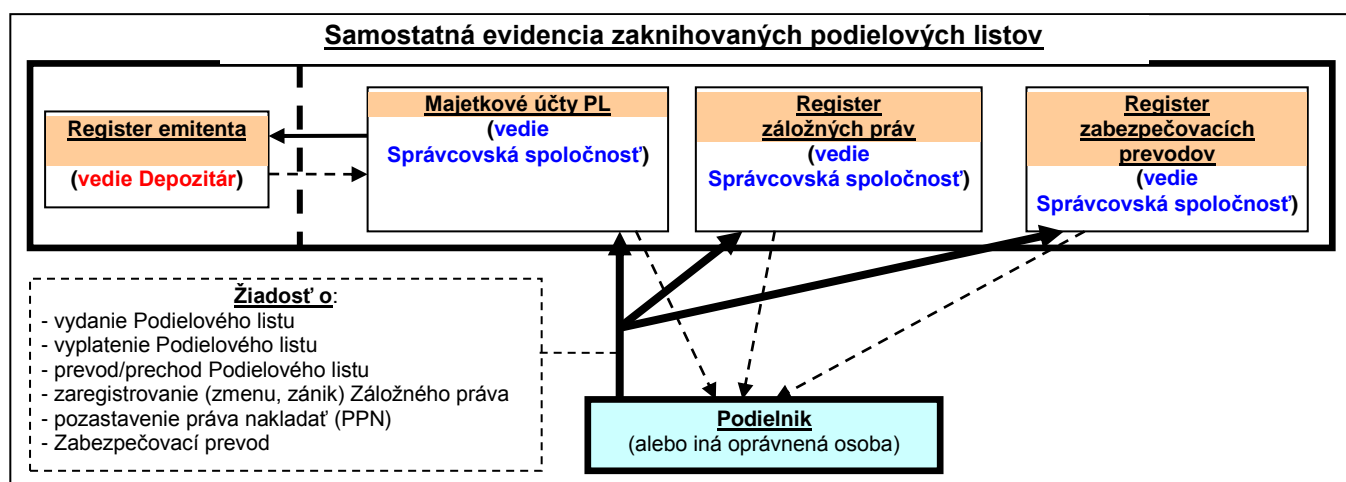 Samostatná evidencia zaknihovaných podielových listov
Register emitenta
(vedie Depozitár)
Majetkové účty PL
(vedie
Správcovská spoločnosť)
Register
záložných práv
(vedie
Správcovská spoločnosť)
Register
zabezpečovacích
prevodov
(vedie
Správcovská spoločnosť)
Žiadosť o:
- vydanie Podielového listu
- vyplatenie Podielového listu
- prevod/prechod Podielového listu
- zaregistrovanie (zmenu, zánik) Záložného práva
- pozastavenie práva nakladať (PPN)
- Zabezpečovací prevod
Podielnik
(alebo iná oprávnená osoba)